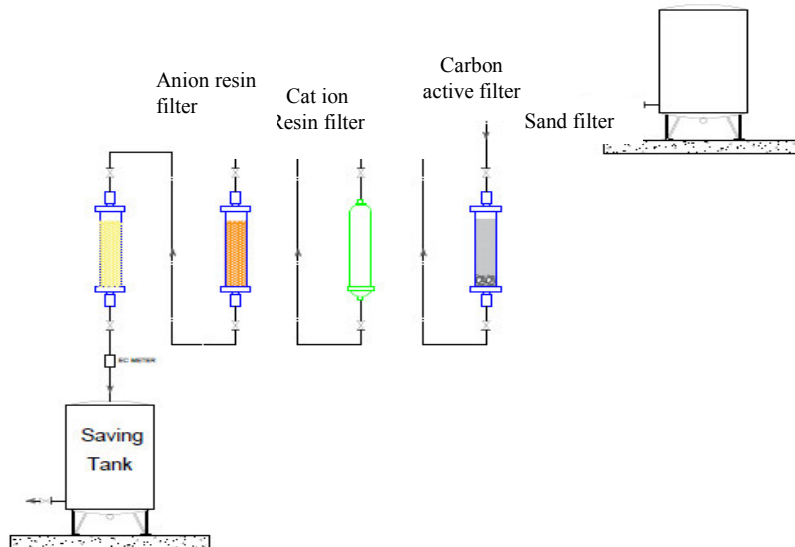 Anion resin
filter
Cat ion
Resin filter
Carbon
active filter
Sand filter
EC METER
Saving
Tank